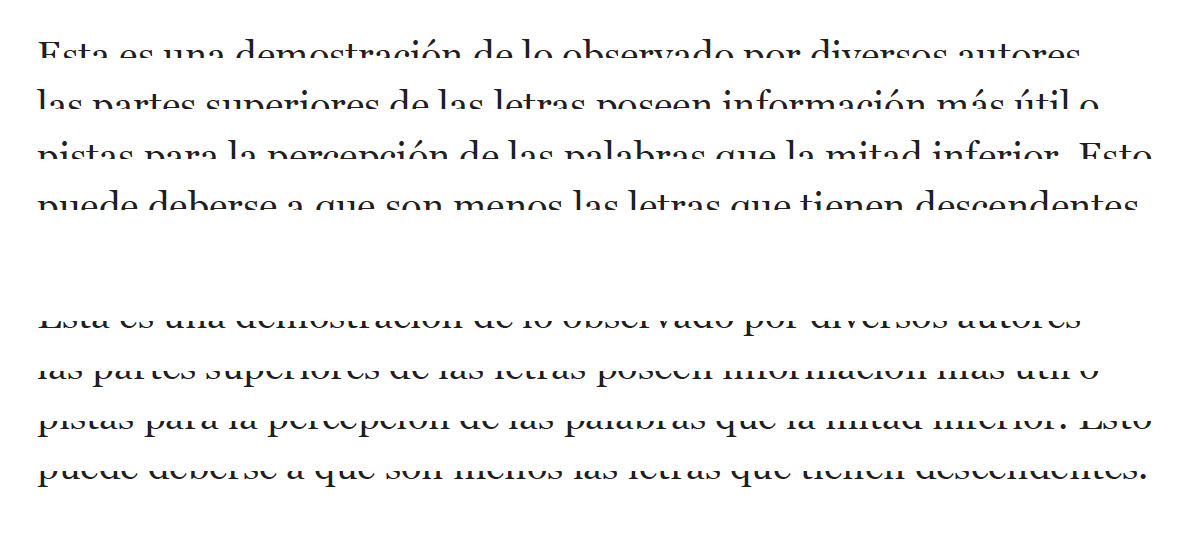 Esta es una demostración de lo observado por diversos autores
las partes superiores de las letras poseen información más útil o
pistas para la percepción de las palabras que la mitad inferior. Esto
puede deberse a que son menos las letras que tienen descendentes
Esta es una demostración de lo observado por diversos autores
las partes superiores de las letras poseen información más útil o
pistas para la percepción de las palabras que la mitad inferior. Esto
puede deberse a que son menos las letras que tienen descendentes.